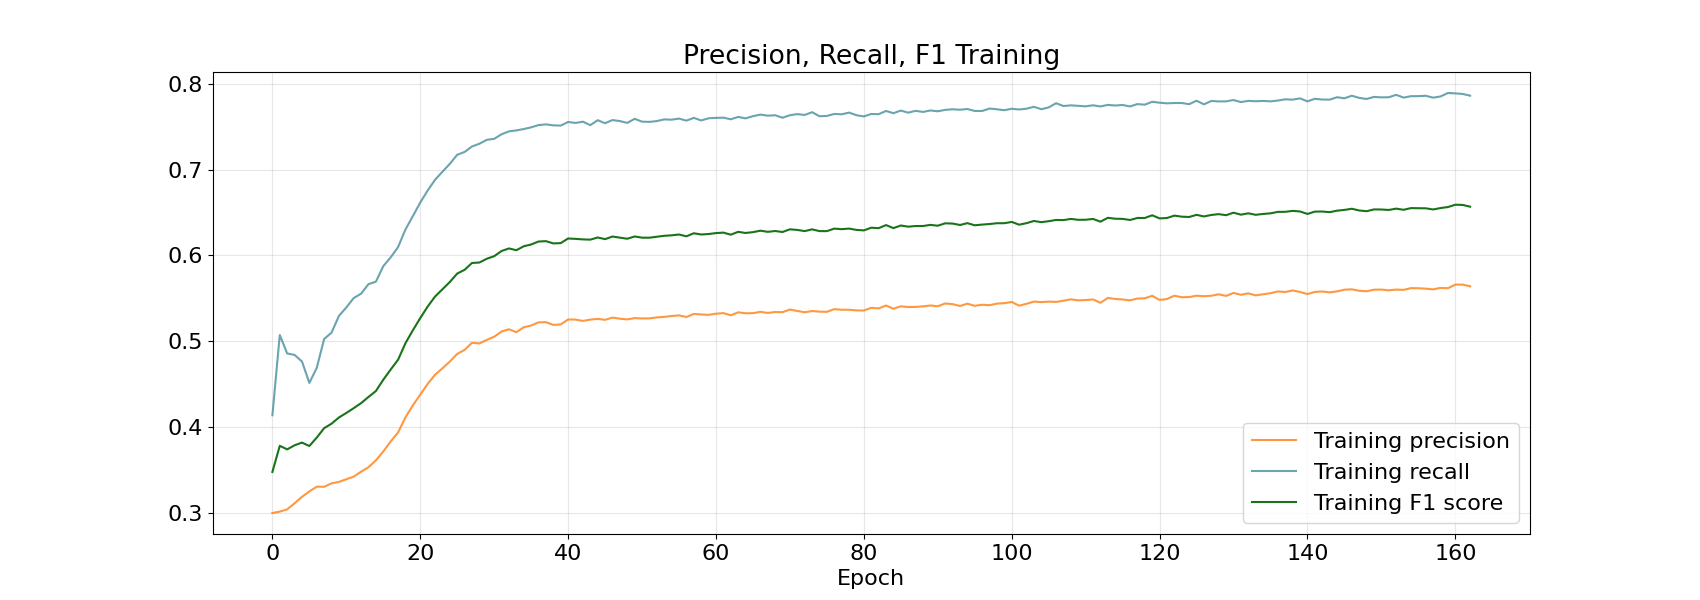 Precision, Recall, F1 Training
0.8
0.7
0.6
0.5
0.4
0.3
Training precision
Training recall
Training F1 score
0 20 40 60 80 100 120 140 160
Epoch